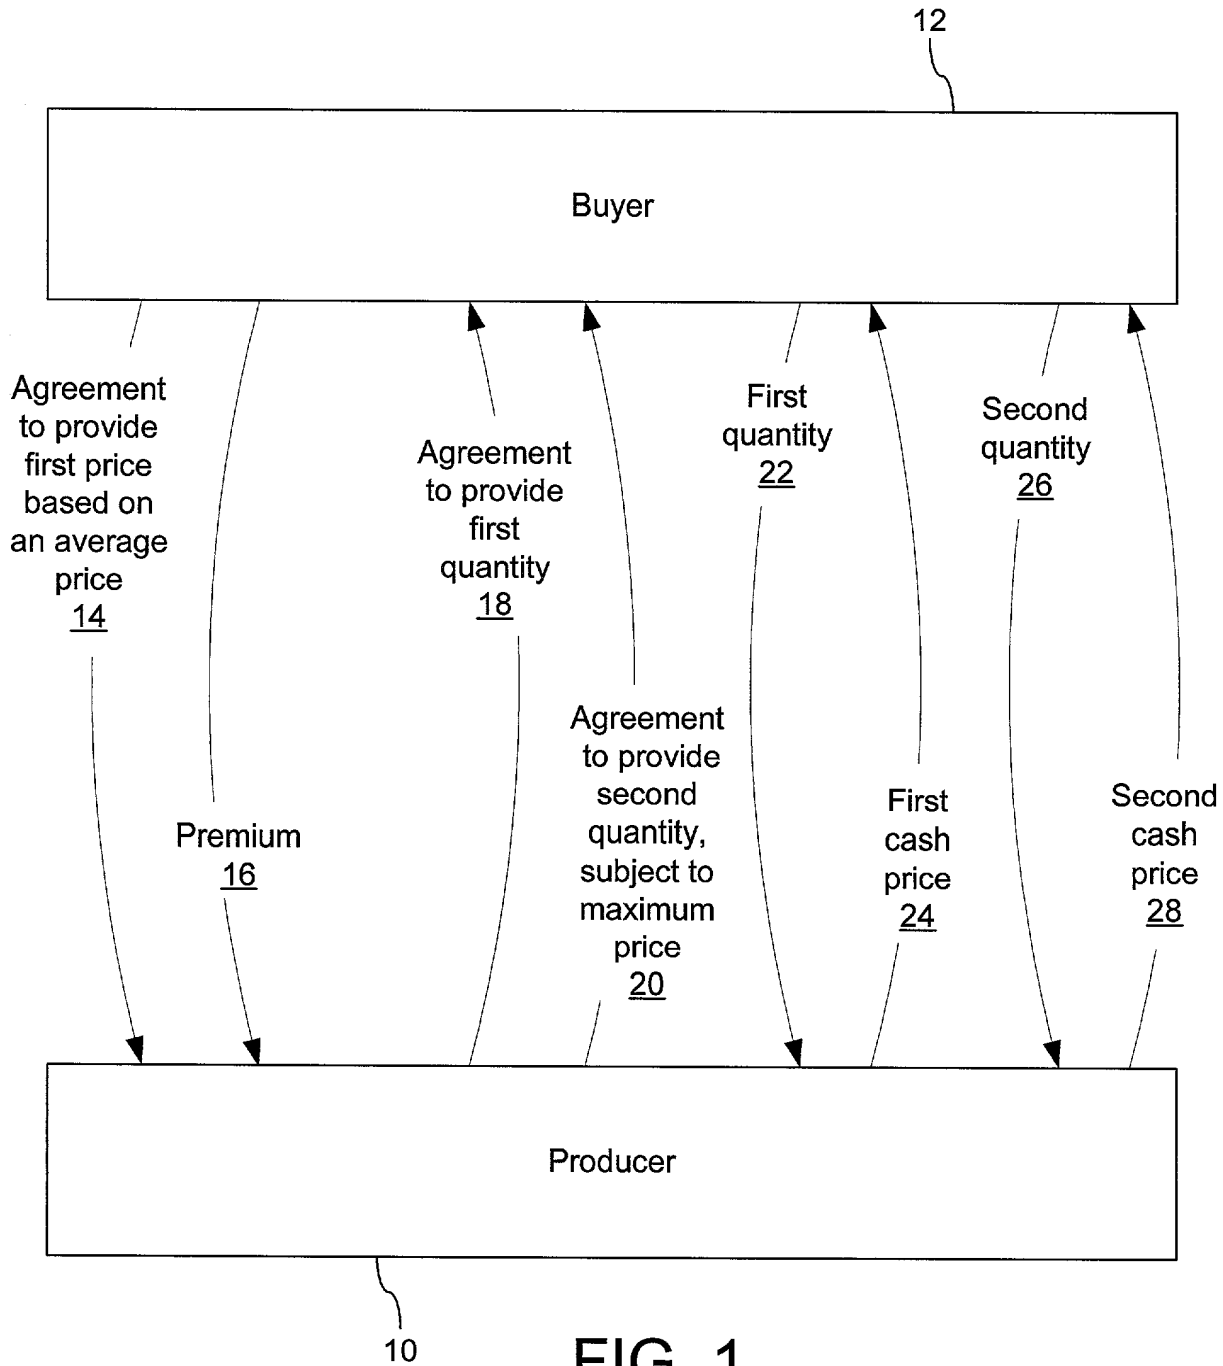 12
Buyer
Agreement
to provide
first price
based on
an average
price
14
Premium
16
Agreement
to provide
first
quantity
18
Agreement
to provide
second
quantity,
subject to
maximum
price
20
First
quantity
22
First
cash
price
24
Second
quantity
26
Second
cash
price
28
Producer
10
FIG. 1